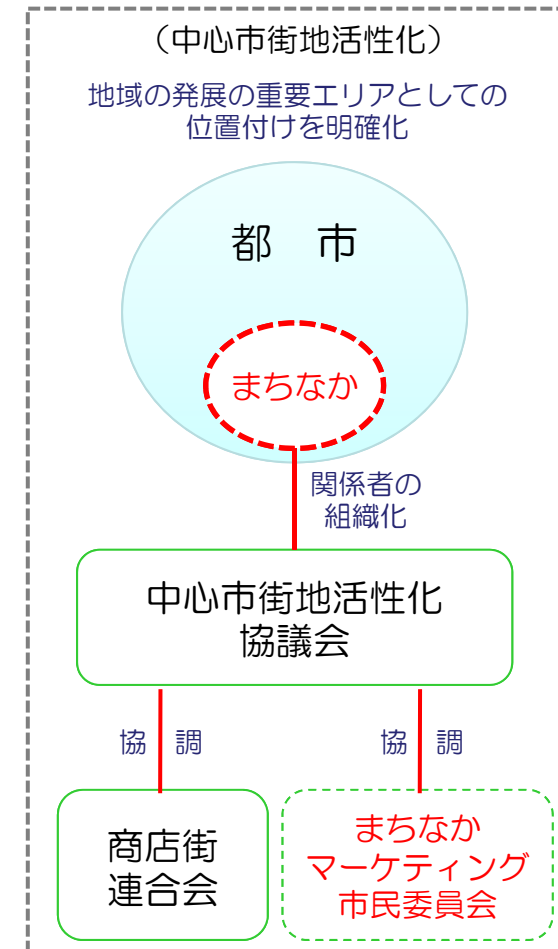 （中心市街地活性化）
地域の発展の重要エリアとしての
位置付けを明確化
都　市
まちなか
関係者の
組織化
中心市街地活性化
協議会
協　調
協　調
商店街
連合会
まちなか
マーケティング
市民委員会